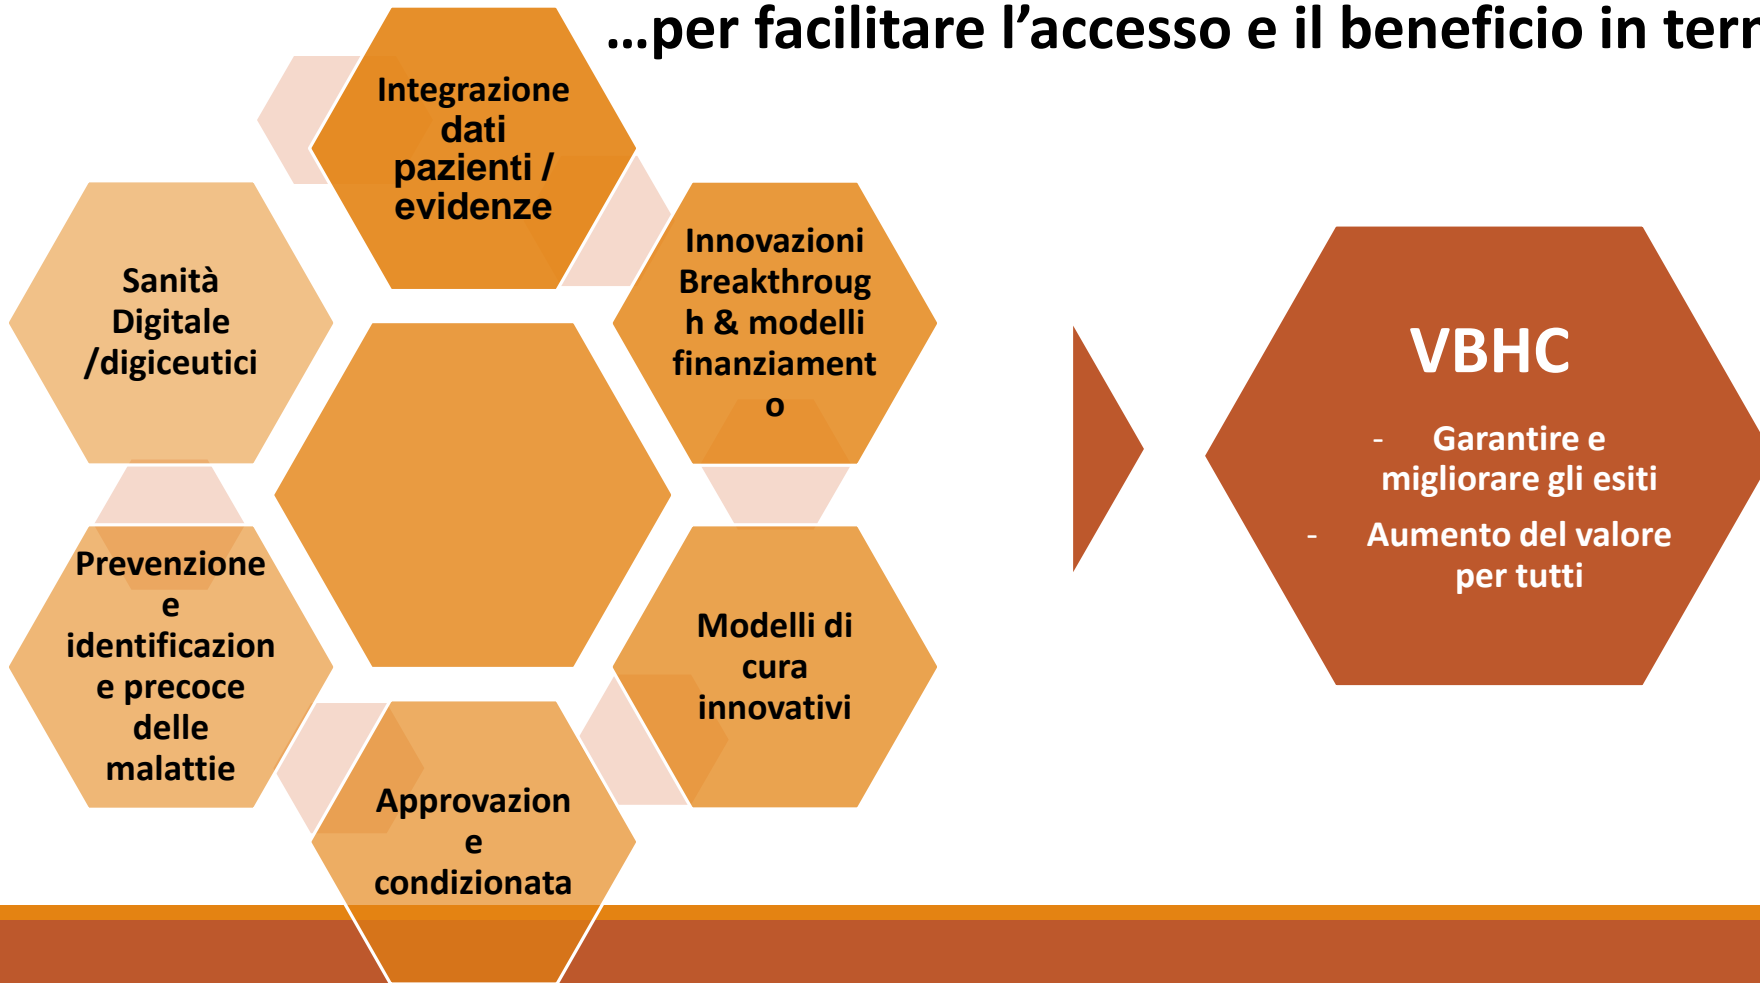 ...per facilitare l'accesso e il beneficio in
Integrazione
dati
pazienti /
evidenze
Innovazioni
Breakthroug
h & modelli
finanziament
o
Sanità
Digitale
/digiceutici
VBHC
- Garantire e
migliorare gli esiti
- Aumento del valore
per tutti
Prevenzione
e
identificazion
e precoce
delle
malattie
Modelli di
cura
innovativi
Approvazion
e
condizionata